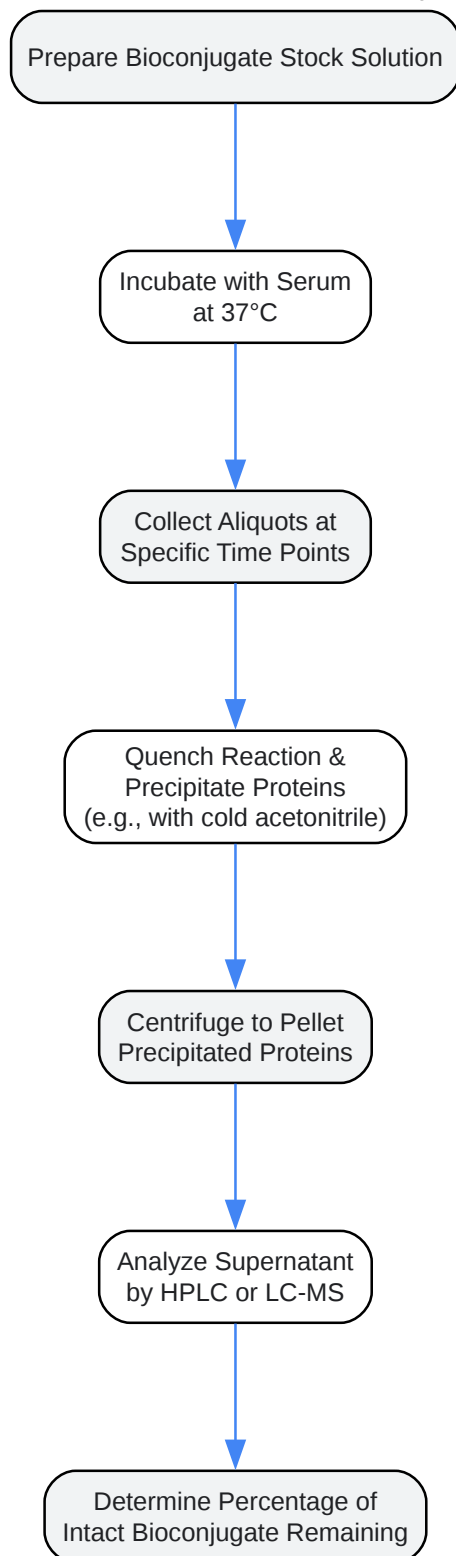 Prepare Bioconjugate Stock Solution
Incubate with Serum
at 37°C
Collect Aliquots at
Specific Time Points
Quench Reaction &
Precipitate Proteins
(e.g., with cold acetonitrile)
Centrifuge to Pellet
Precipitated Proteins
Analyze Supernatant
by HPLC or LC-MS
Determine Percentage of
Intact Bioconjugate Remaining